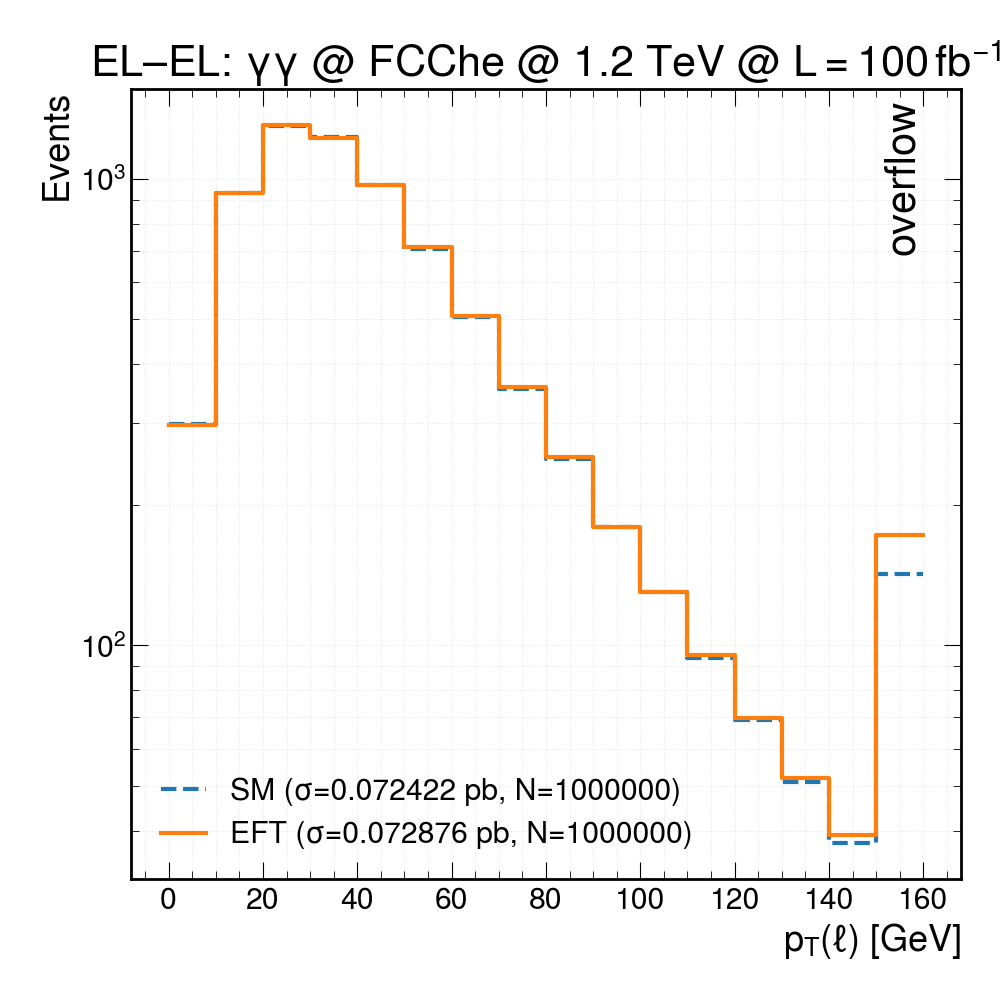 EL–EL: γγ @ FCChe @ 1.2 TeV @ L = 100 fb⁻¹
Events
overflow
10³
10²
SM (σ=0.072422 pb, N=1000000)
EFT (σ=0.072876 pb, N=1000000)
0 20 40 60 80 100 120 140 160
p_T(ℓ) [GeV]